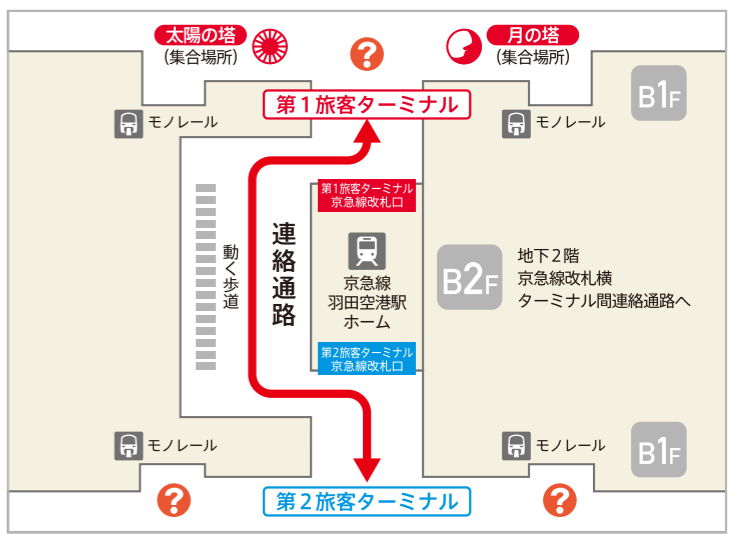 太陽の塔
(集合場所)
?
月の塔
(集合場所)
B1F
第1旅客ターミナル
モノレール
モノレール
第1旅客ターミナル
京急線改札口
連絡通路
動く歩道
京急線
羽田空港駅
ホーム
B2F
地下2階
京急線改札横
ターミナル間連絡通路へ
第2旅客ターミナル
京急線改札口
モノレール
モノレール
B1F
?
第2旅客ターミナル
?